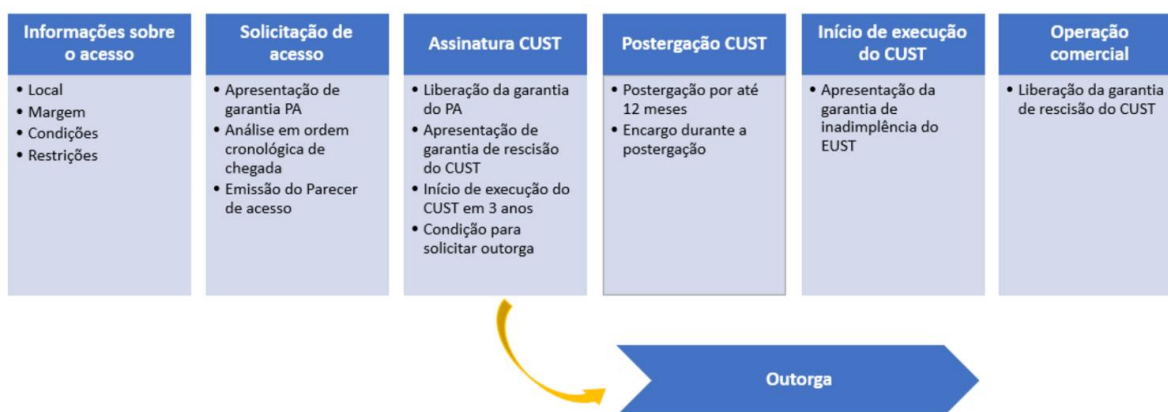 Informações sobre
o acesso
• Local
• Margem
• Condições
• Restrições
Solicitação de
acesso
• Apresentação de
garantia PA
• Análise em ordem
cronológica de
chegada
• Emissão do Parecer
de acesso
Assinatura CUST
• Liberação da garantia
do PA
• Apresentação de
garantia de rescisão
do CUST
• Início de execução do
CUST em 3 anos
• Condição para
solicitar outorga
Postergação CUST
• Postergação por até
12 meses
• Encargo durante a
postergação
Início de execução
do CUST
• Apresentação da
garantia de
inadimplência do
EUST
Operação
comercial
• Liberação da garantia
de rescisão do CUST
Outorga